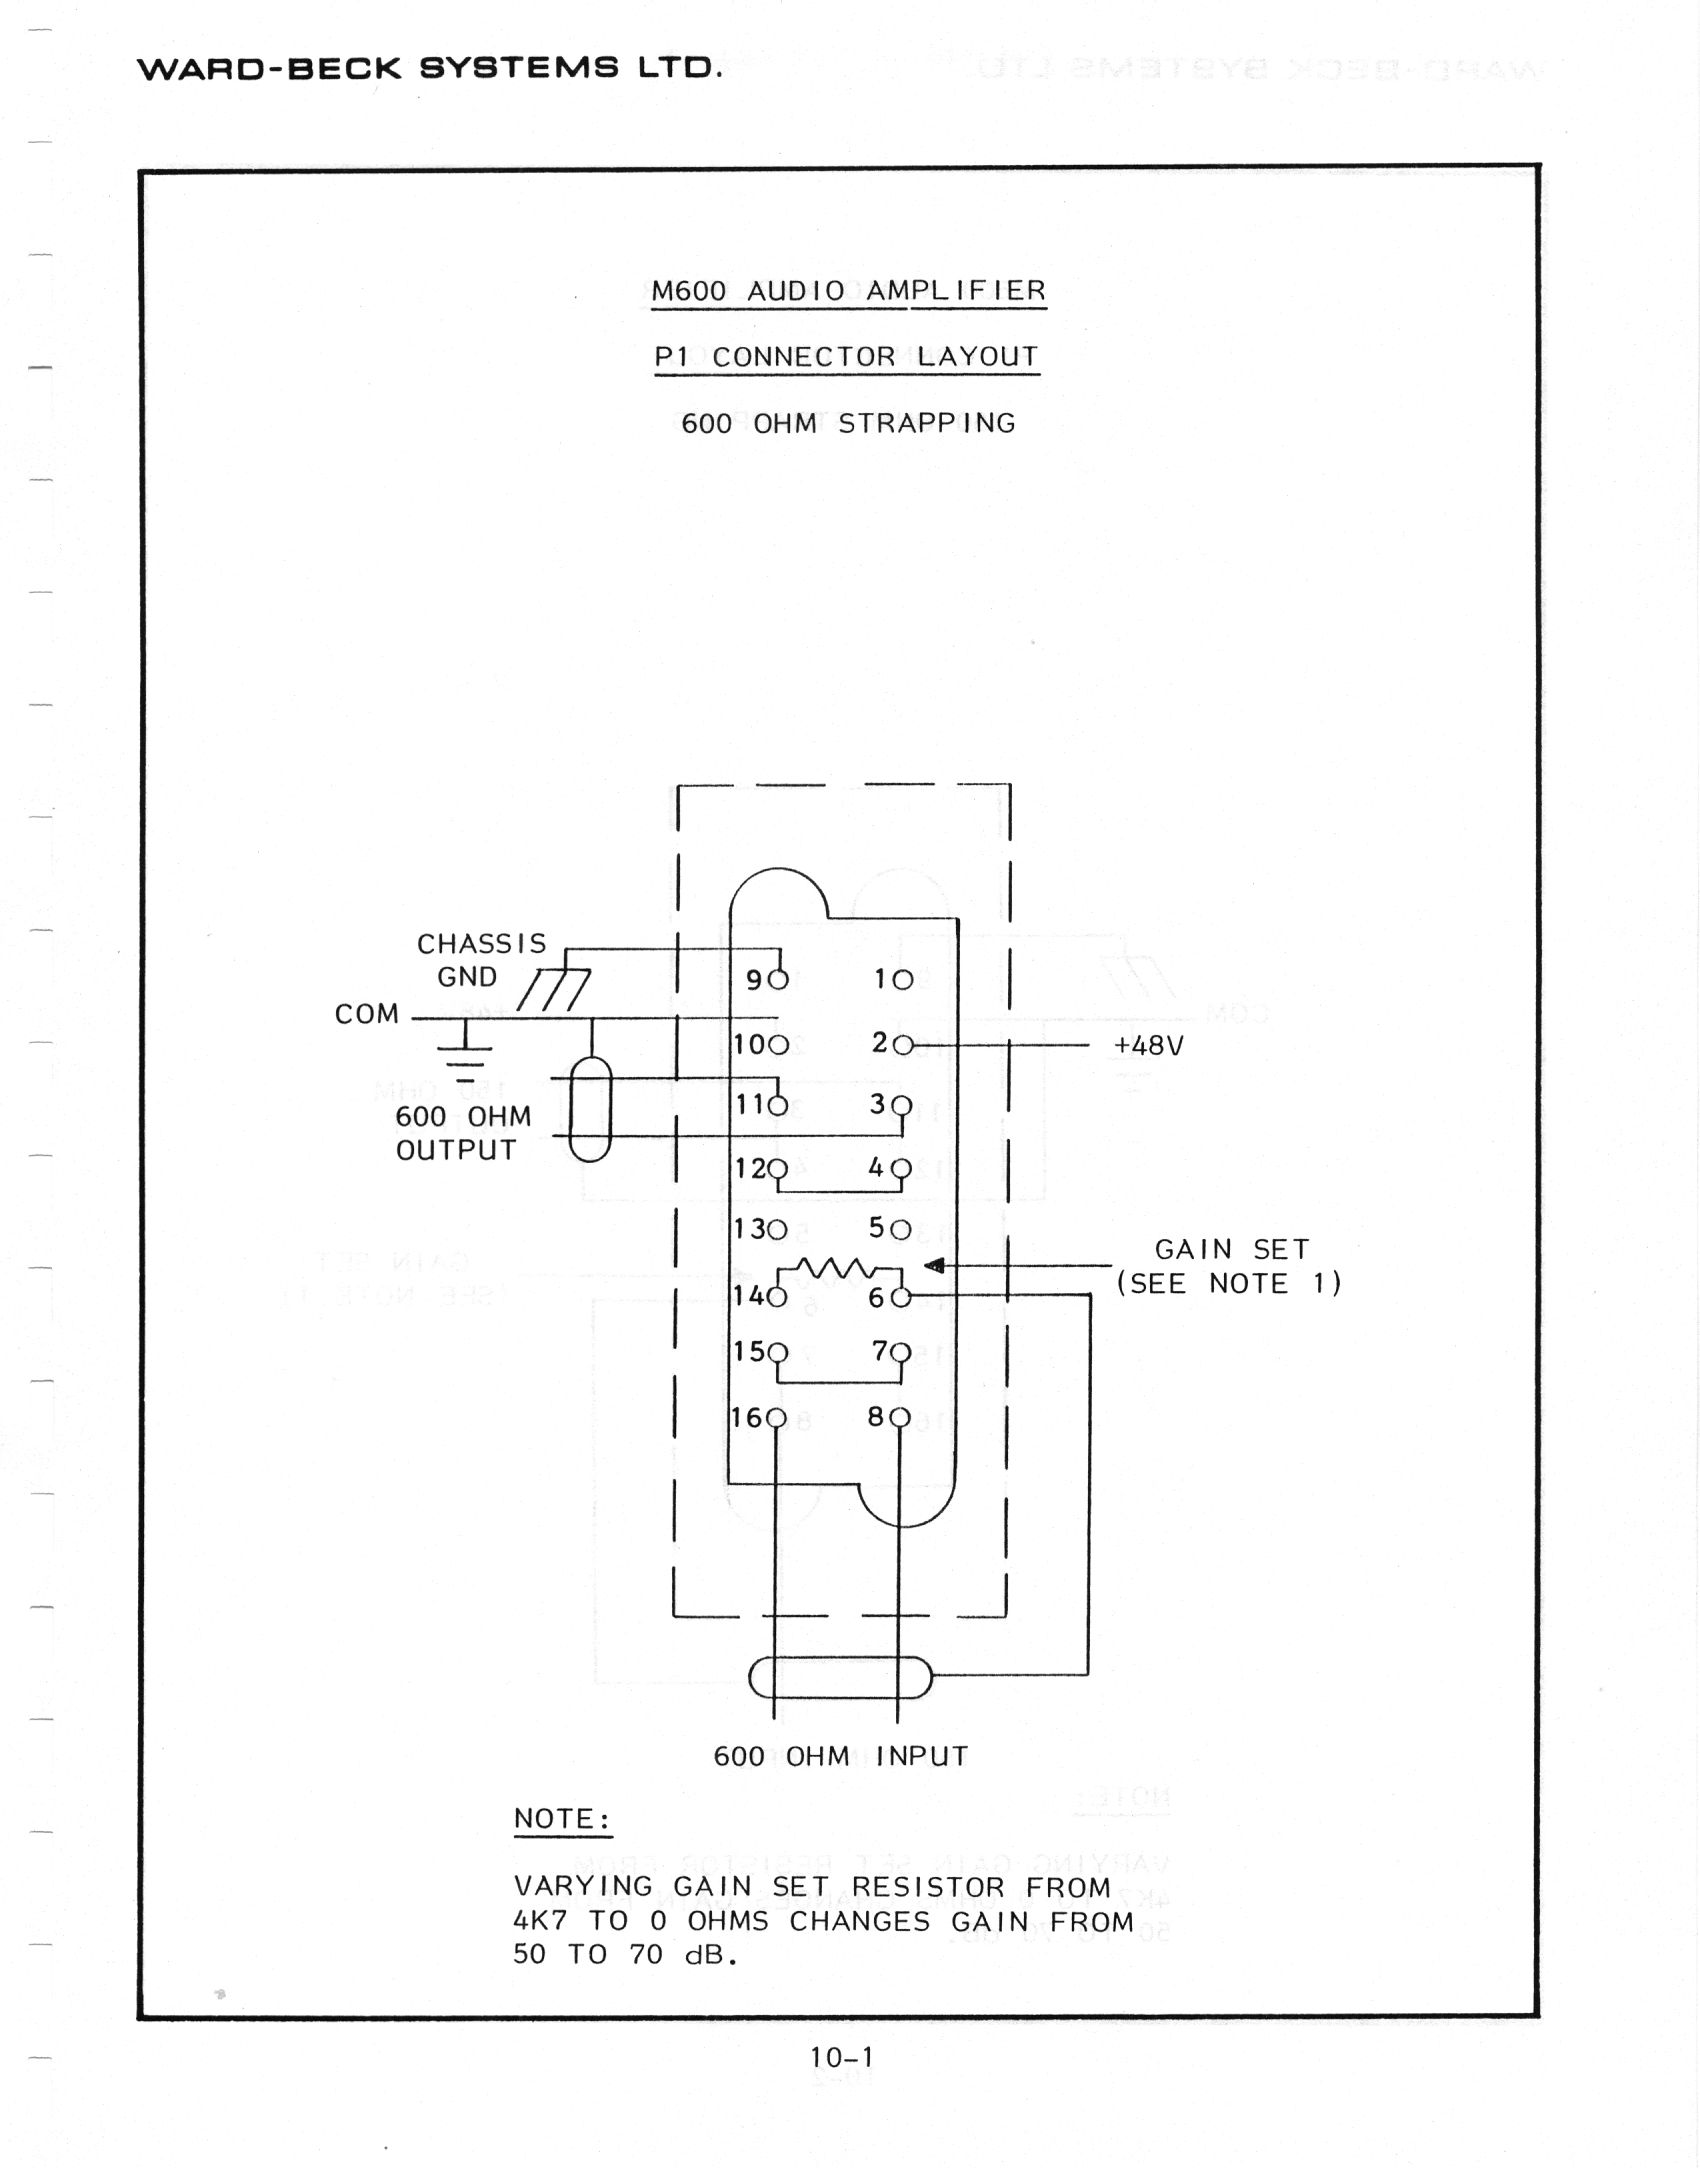 WARD-BECK SYSTEMS LTD.
M600 AUDIO AMPLIFIER
P1 CONNECTOR LAYOUT
600 OHM STRAPPING
CHASSIS
GND
COM
9 1
10 2
+48V
11 3
600 OHM
OUTPUT
12 4
13 5
GAIN SET
(SEE NOTE 1)
14 6
15 7
16 8
600 OHM INPUT
NOTE:
VARYING GAIN SET RESISTOR FROM
4K7 TO 0 OHMS CHANGES GAIN FROM
50 TO 70 dB.
10-1